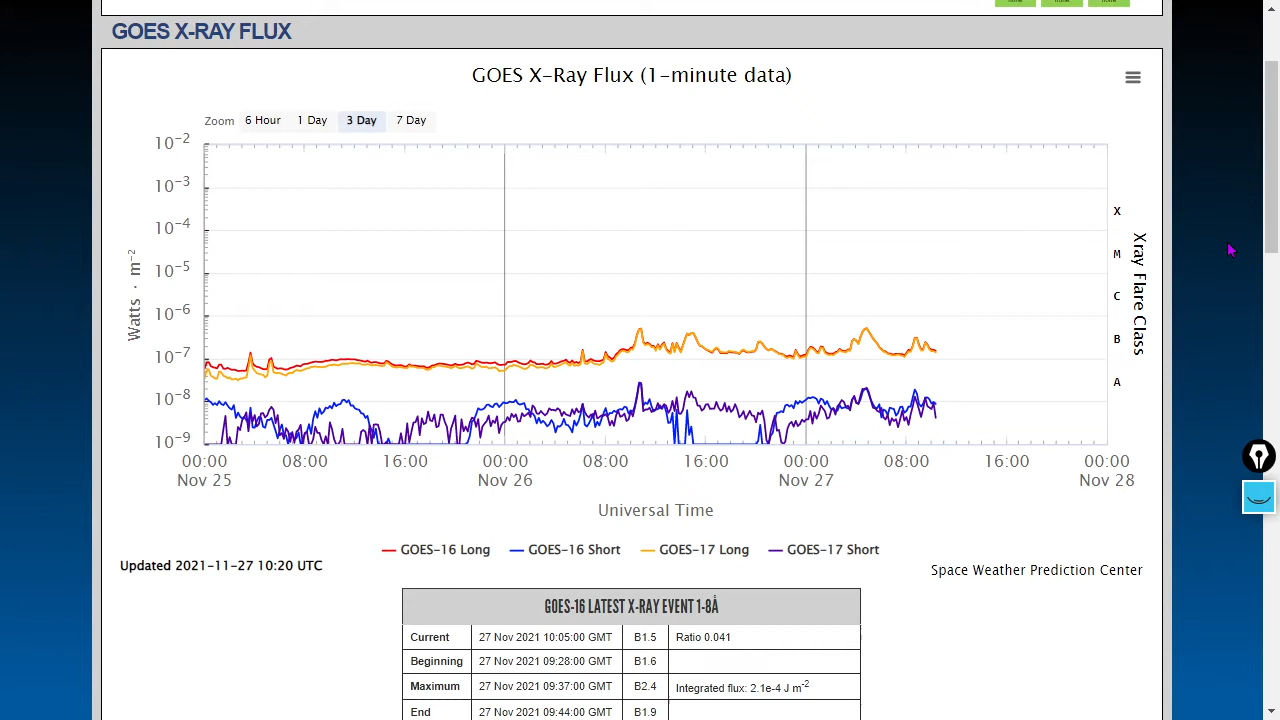 GOES X-RAY FLUX
GOES X-Ray Flux (1-minute data)
Zoom 6 Hour 1 Day 3 Day 7 Day
10-2
10-3
10-4
10-5
10-6
10-7
10-8
10-9
Watts · m-2
X
M
C
B
A
Xray Flare Class
00:00 08:00 16:00 00:00 08:00 16:00 00:00 08:00 16:00 00:00
Nov 25 Nov 26 Nov 27 Nov 28
Universal Time
GOES-16 Long GOES-16 Short GOES-17 Long GOES-17 Short
Updated 2021-11-27 10:20 UTC
Space Weather Prediction Center
GOES-16 LATEST X-RAY EVENT 1-8Å
Current 27 Nov 2021 10:05:00 GMT B1.5 Ratio 0.041
Beginning 27 Nov 2021 09:28:00 GMT B1.6
Maximum 27 Nov 2021 09:37:00 GMT B2.4 Integrated flux: 2.1e-4 J m-2
End 27 Nov 2021 09:44:00 GMT B1.9